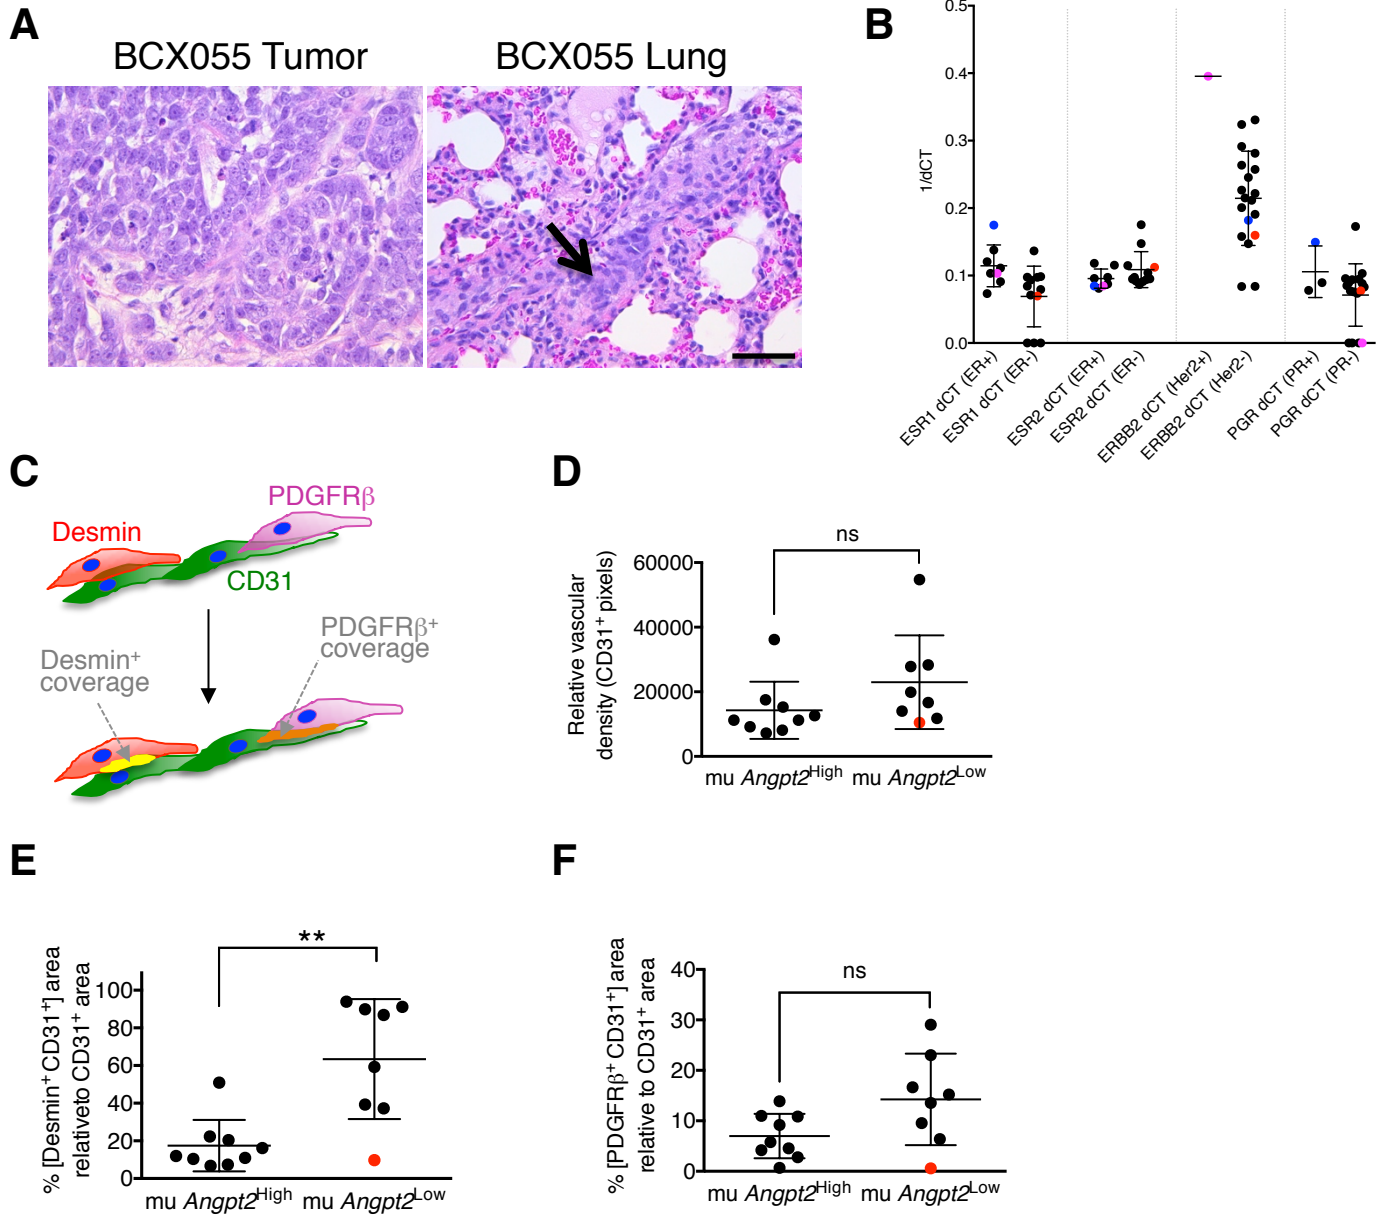 A
BCX055 Tumor
BCX055 Lung
B
0.5
0.4
0.3
0.2
0.1
0.0
1/dCT
ESR1 dCT (ER+)
ESR1 dCT (ER-)
ESR2 dCT (ER+)
ESR2 dCT (ER-)
ERBB2 dCT (Her2+)
ERBB2 dCT (Her2-)
PGR dCT (PR+)
PGR dCT (PR-)
C
PDGFRβ
Desmin
CD31
PDGFRβ⁺
coverage
Desmin⁺
coverage
D
ns
Relative vascular
density (CD31⁺ pixels)
60000
40000
20000
0
mu Angpt2ᴴⁱᵍʰ
mu Angpt2ᴸᵒʷ
E
**
% [Desmin⁺ CD31⁺] area
relativeto CD31⁺ area
100
80
60
40
20
0
mu Angpt2ᴴⁱᵍʰ
mu Angpt2ᴸᵒʷ
F
ns
% [PDGFRβ⁺ CD31⁺] area
relative to CD31⁺ area
40
30
20
10
0
mu Angpt2ᴴⁱᵍʰ
mu Angpt2ᴸᵒʷ